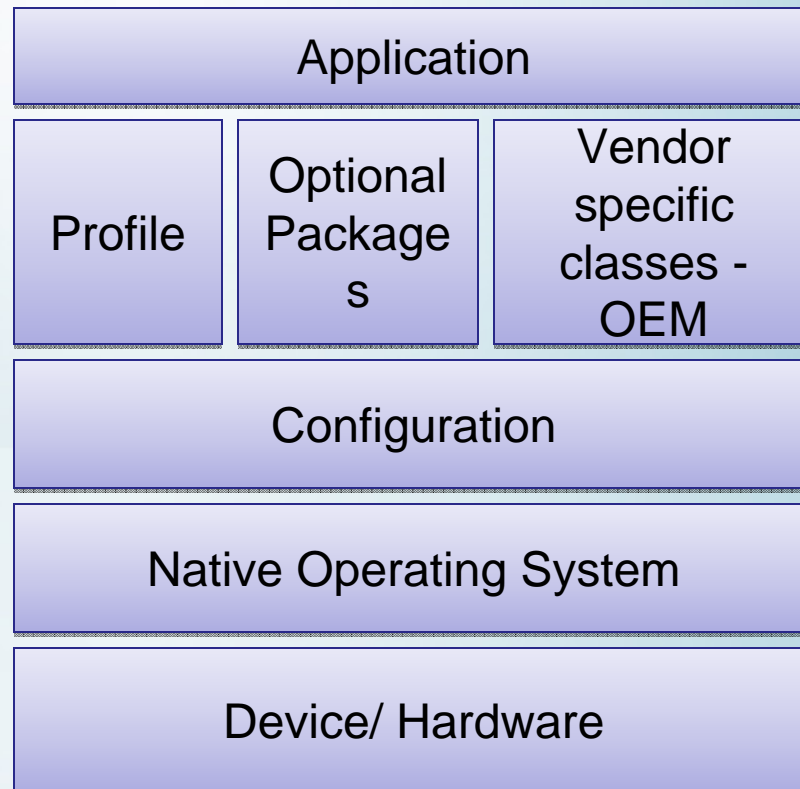 Application
Profile
Optional
Package
s
Vendor
specific
classes -
OEM
Configuration
Native Operating System
Device/ Hardware